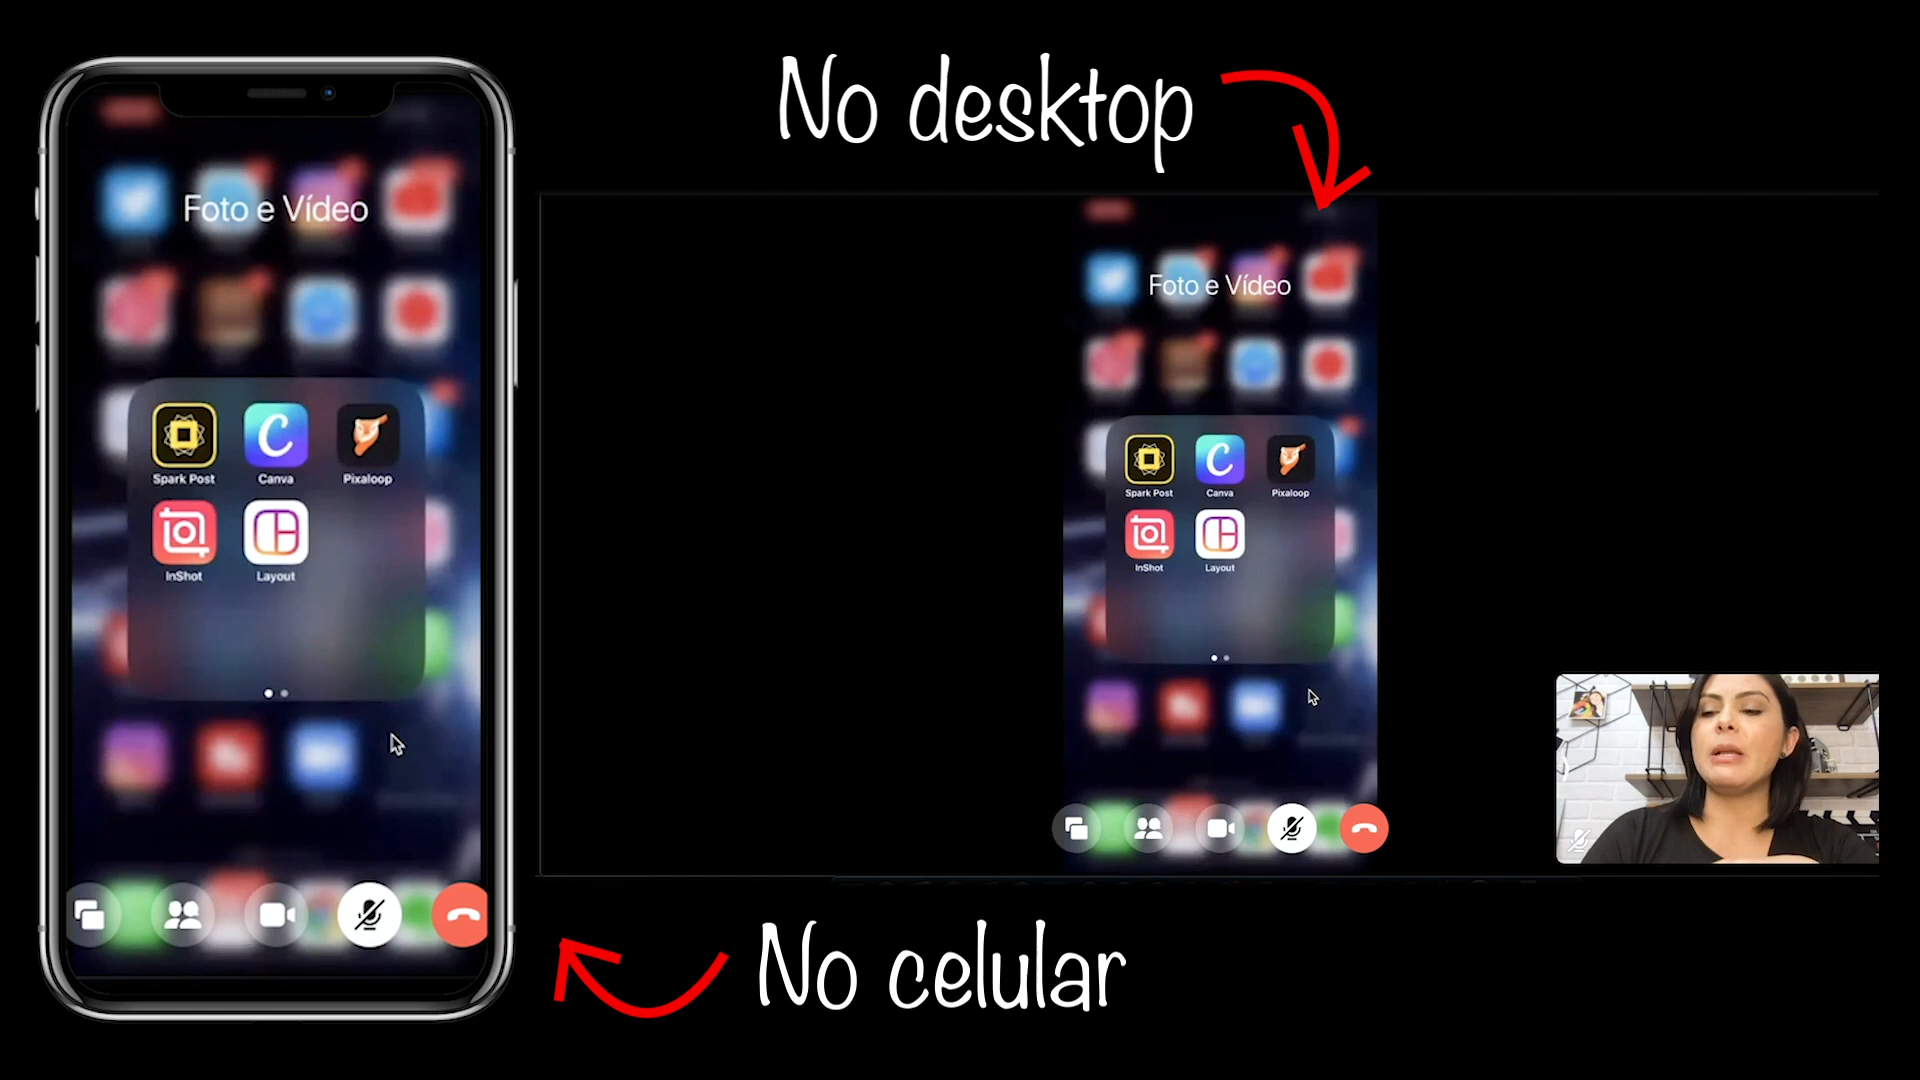 No desktop
Foto e Vídeo
Spark Post
Canva
Pixaloop
InShot
Layout
Foto e Vídeo
Spark Post
Canva
Pixaloop
InShot
Layout
No celular